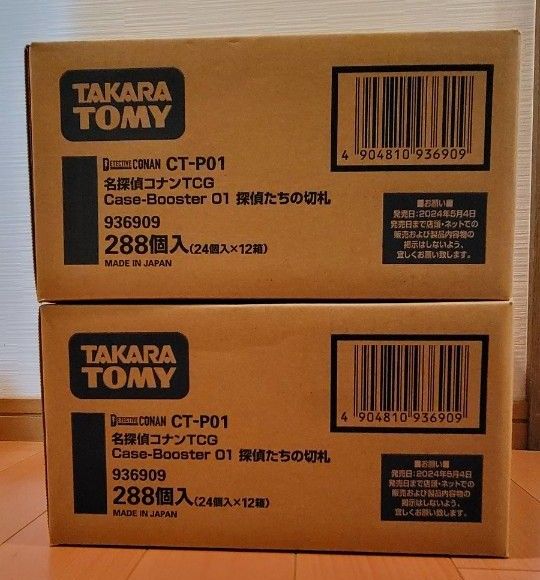 TAKARA
TOMY
4 904810 936909
DETECTIVE CONAN CT-P01
名探偵コナンTCG
Case-Booster 01 探偵たちの切札
936909
288個入(24個入×12箱)
MADE IN JAPAN
■お願い■
発売日:2024年5月4日
発売日まで店頭・ネットでの
販売および製品内容物の
掲示はしないよう、
宜しくお願い致します。
TAKARA
TOMY
4 904810 936909
DETECTIVE CONAN CT-P01
名探偵コナンTCG
Case-Booster 01 探偵たちの切札
936909
288個入(24個入×12箱)
MADE IN JAPAN
■お願い■
発売日:2024年5月4日
発売日まで店頭・ネットでの
販売および製品内容物の
掲示はしないよう、
宜しくお願い致します。